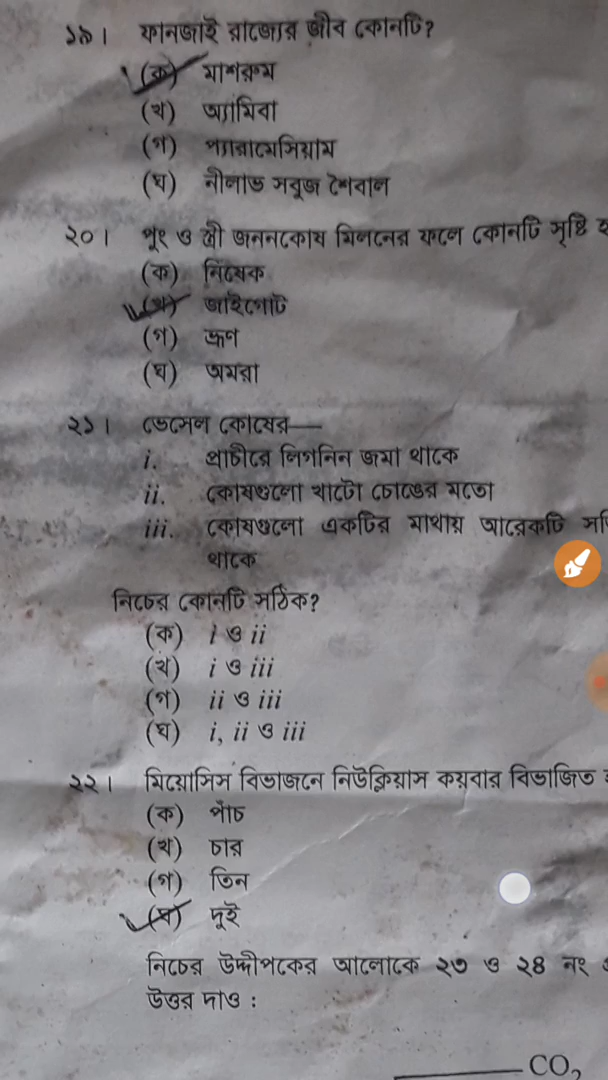 ১৯। ফানজাই রাজ্যের জীব কোনটি?
(ক) মাশরুম
(খ) অ্যামিবা
(গ) প্যারামেসিয়াম
(ঘ) নীলাভ সবুজ শৈবাল
২০। পুং ও স্ত্রী জননকোষ মিলনের ফলে কোনটি সৃষ্টি
(ক) নিষেক
(খ) জাইগোট
(গ) ভ্রূণ
(ঘ) অমরা
২১। ভেসেল কোষের—
i. প্রাচীরে লিগনিন জমা থাকে
ii. কোষগুলো খাটো চোঙের মতো
iii. কোষগুলো একটির মাথায় আরেকটি
থাকে
নিচের কোনটি সঠিক?
(ক) i ও ii
(খ) i ও iii
(গ) ii ও iii
(ঘ) i, ii ও iii
২২। মিয়োসিস বিভাজনে নিউক্লিয়াস কয়বার বিভাজিত
(ক) পাঁচ
(খ) চার
(গ) তিন
(ঘ) দুই
নিচের উদ্দীপকের আলোকে ২৩ ও ২৪ নং
উত্তর দাও :
CO₂